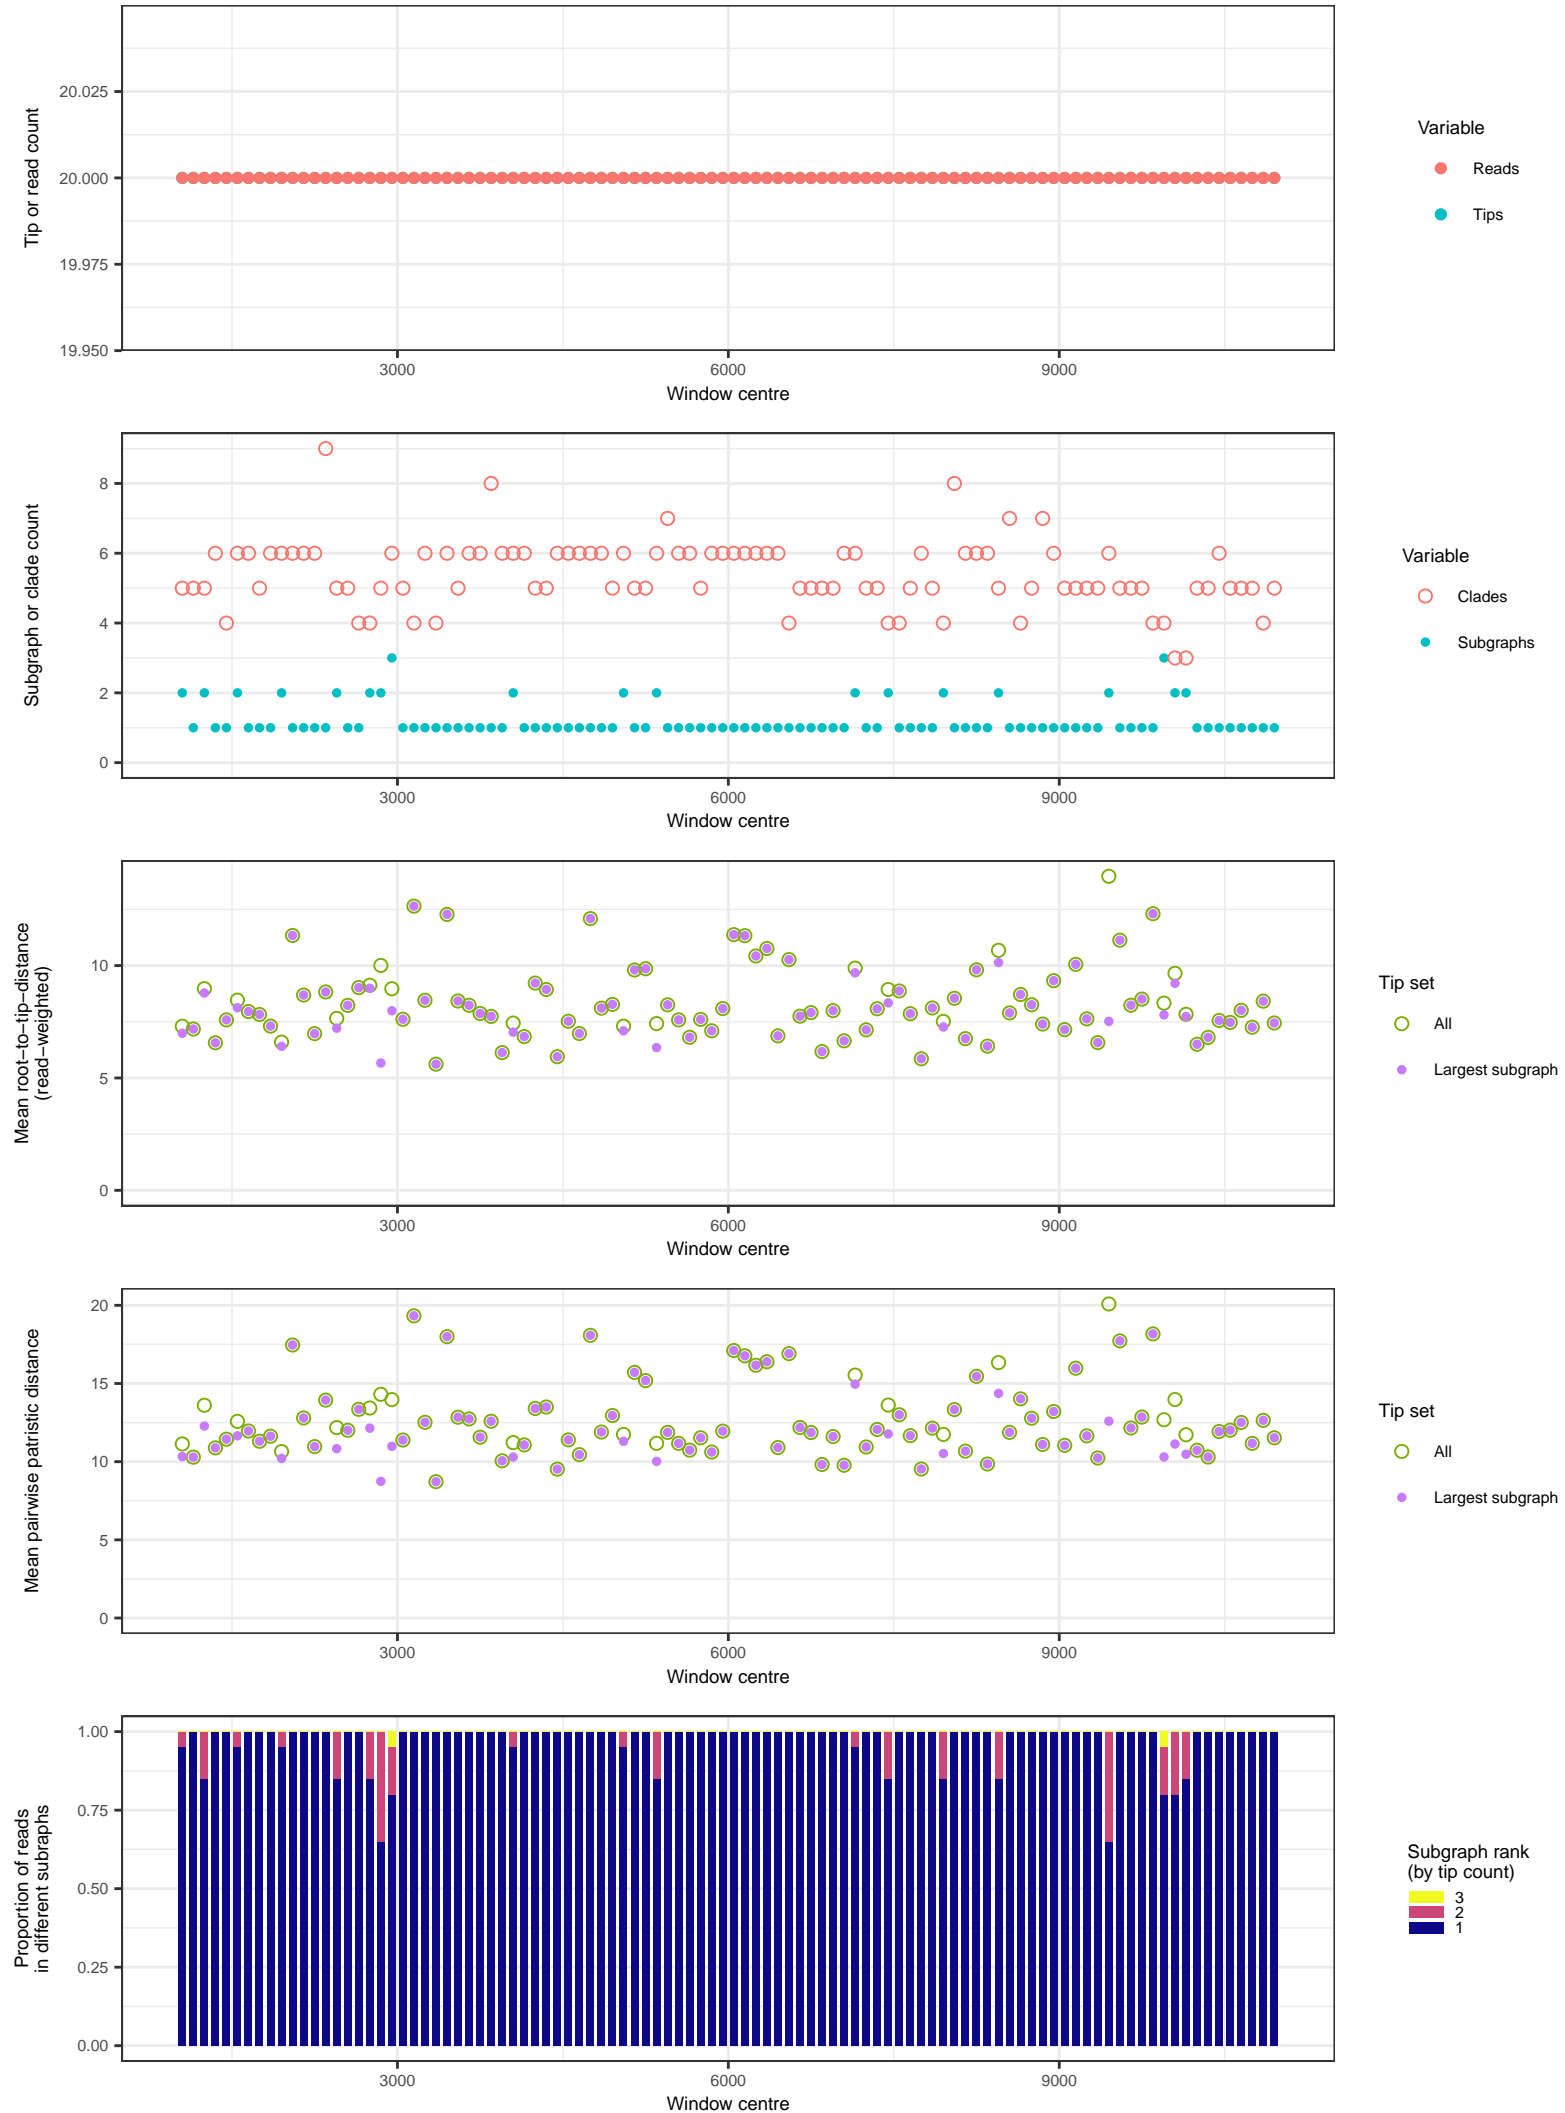 20.025
20.000
19.975
19.950
Tip or read count
3000
6000
9000
Window centre
Variable
Reads
Tips
8
6
4
2
0
Subgraph or clade count
3000
6000
9000
Window centre
Variable
Clades
Subgraphs
10
5
0
Mean root−to−tip−distance
(read−weighted)
3000
6000
9000
Window centre
Tip set
All
Largest subgraph
20
15
10
5
0
Mean pairwise patristic distance
3000
6000
9000
Window centre
Tip set
All
Largest subgraph
1.00
0.75
0.50
0.25
0.00
Proportion of reads
in different subraphs
3000
6000
9000
Window centre
Subgraph rank
(by tip count)
3
2
1